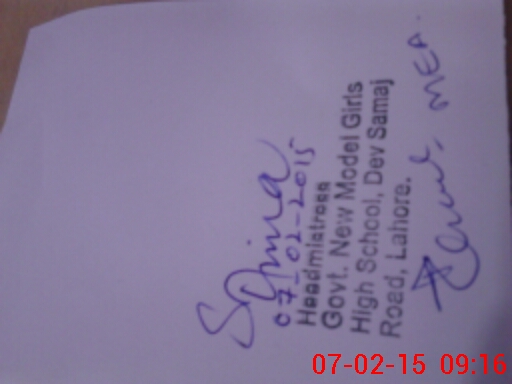 07-02-2015
Headmistress
Govt. New Model Girls
High School, Dev Samaj
Road, Lahore.
MEA.
07-02-15 09:16